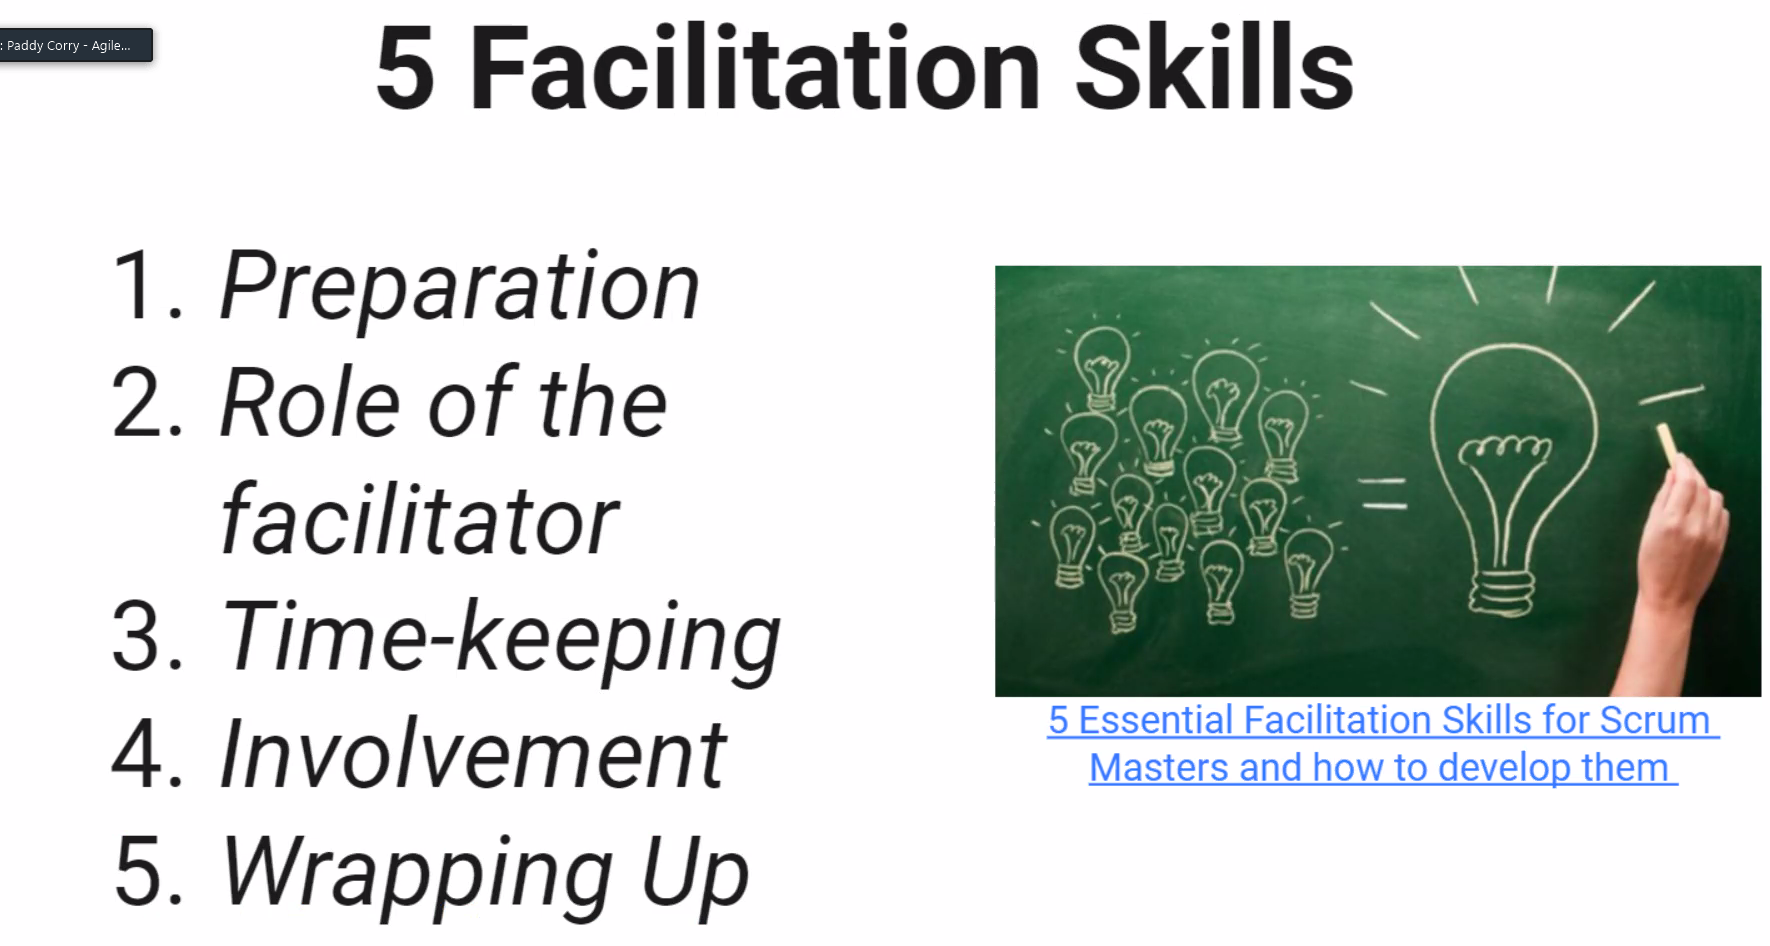 : Paddy Corry - Agile...
5 Facilitation Skills
1. Preparation
2. Role of the
facilitator
3. Time-keeping
4. Involvement
5. Wrapping Up
5 Essential Facilitation Skills for Scrum
Masters and how to develop them